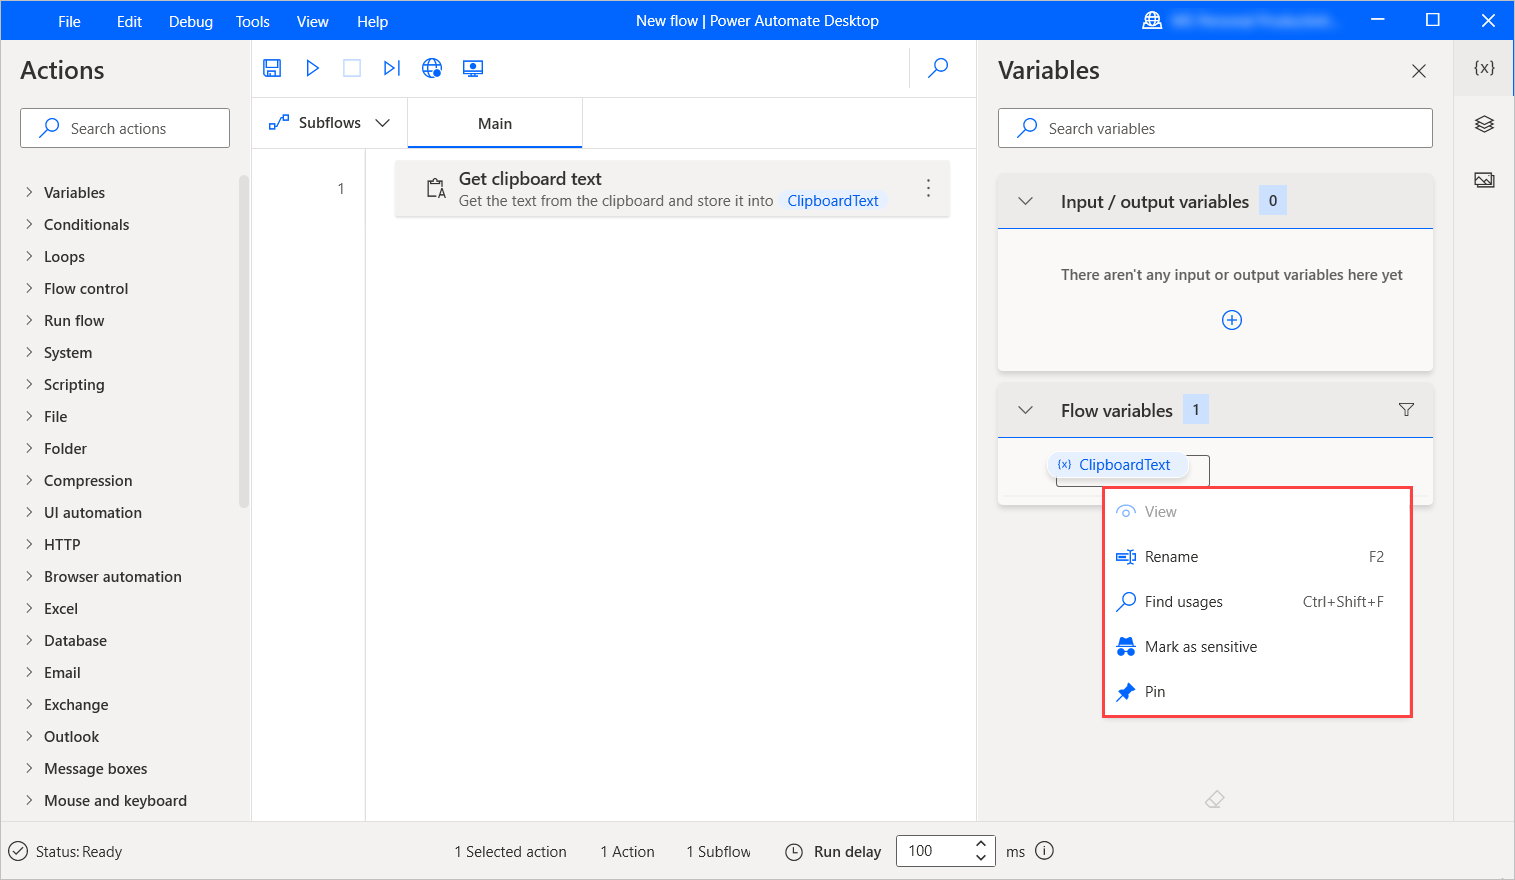 File Edit Debug Tools View Help New flow | Power Automate Desktop
Actions
Search actions
Variables
Conditionals
Loops
Flow control
Run flow
System
Scripting
File
Folder
Compression
UI automation
HTTP
Browser automation
Excel
Database
Email
Exchange
Outlook
Message boxes
Mouse and keyboard
Subflows Main
1
Get clipboard text
Get the text from the clipboard and store it into ClipboardText
Variables
{x}
Search variables
Input / output variables 0
There aren't any input or output variables here yet
Flow variables 1
{x} ClipboardText
View
Rename F2
Find usages Ctrl+Shift+F
Mark as sensitive
Pin
Status: Ready 1 Selected action 1 Action 1 Subflow Run delay 100 ms